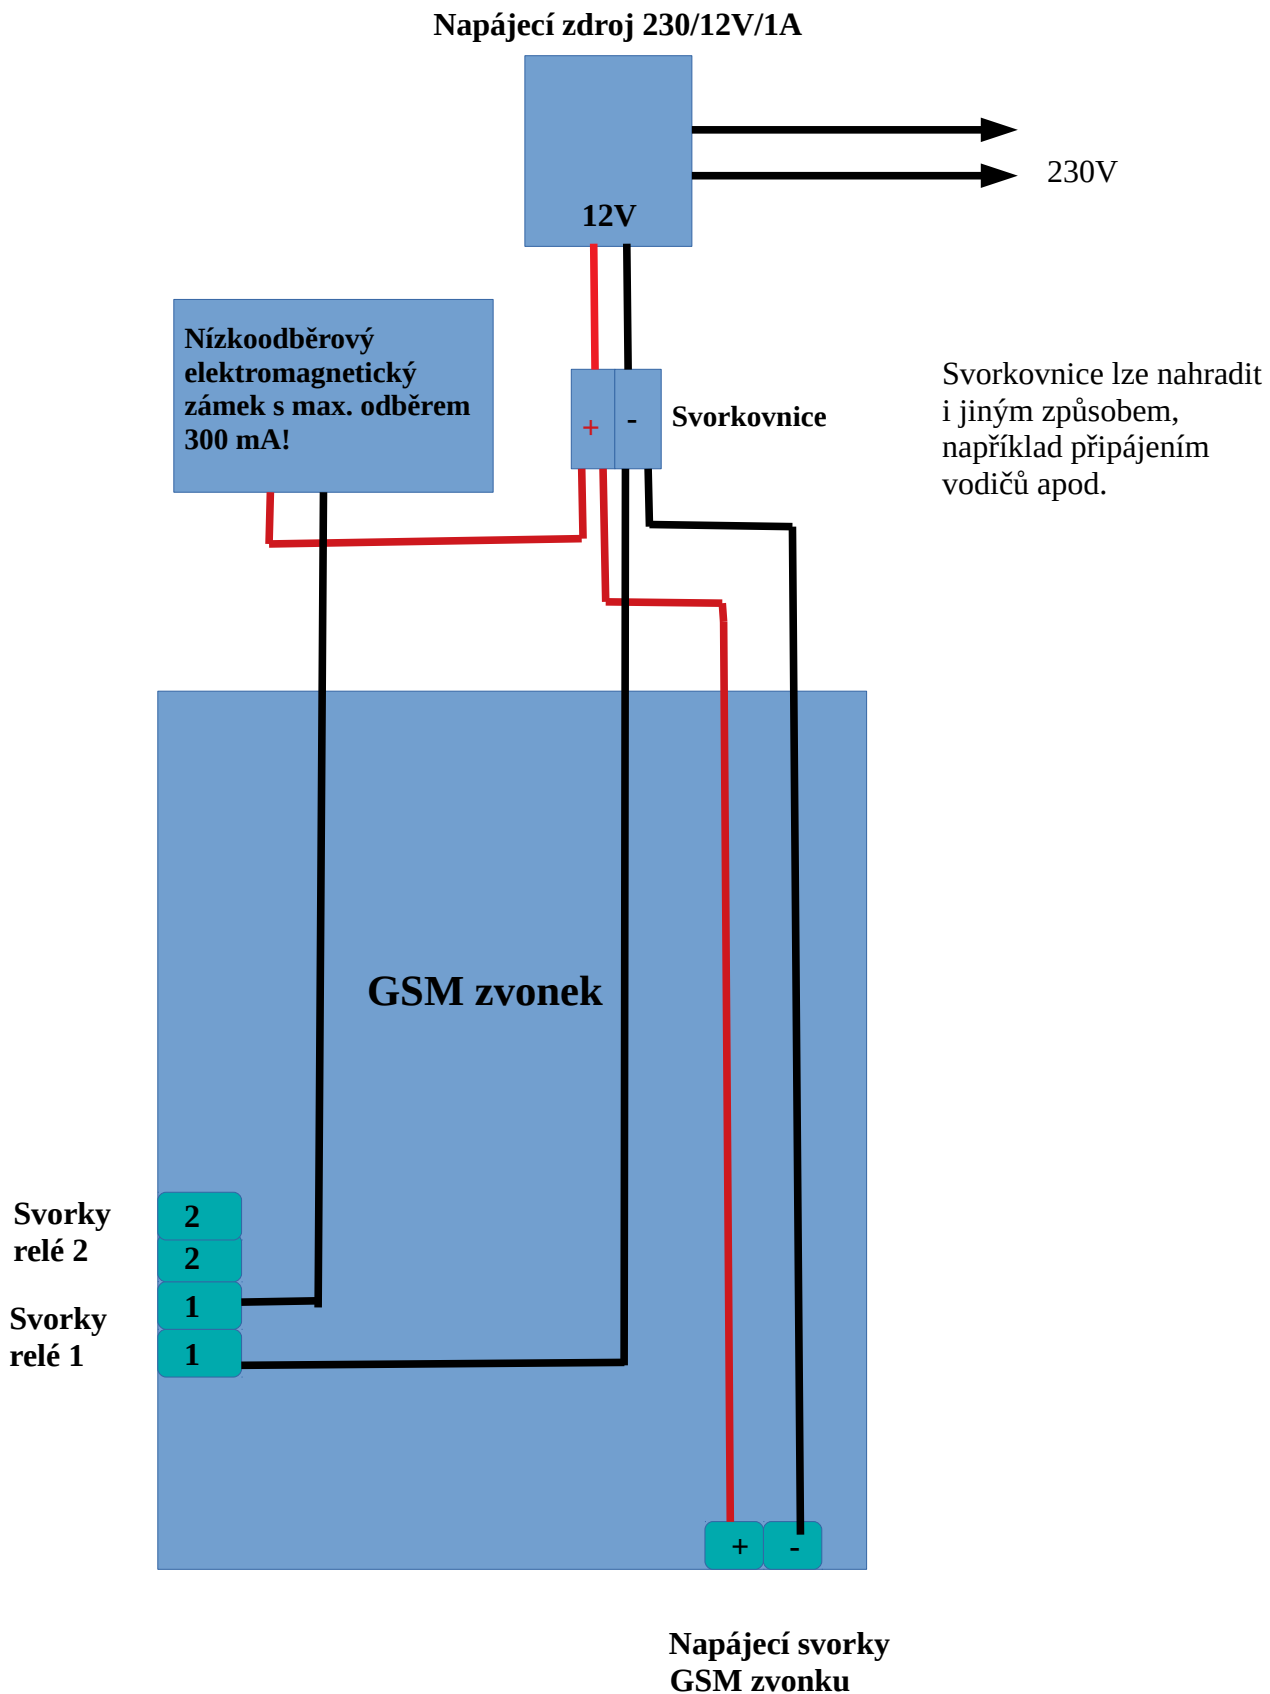 Napájecí zdroj 230/12V/1A
230V
12V
Nízkoodběrový
elektromagnetický
zámek s max. odběrem
300 mA!
+ -
Svorkovnice
Svorkovnice lze nahradit
i jiným způsobem,
například připájením
vodičů apod.
GSM zvonek
Svorky
relé 2
2
2
Svorky
relé 1
1
1
+ -
Napájecí svorky
GSM zvonku